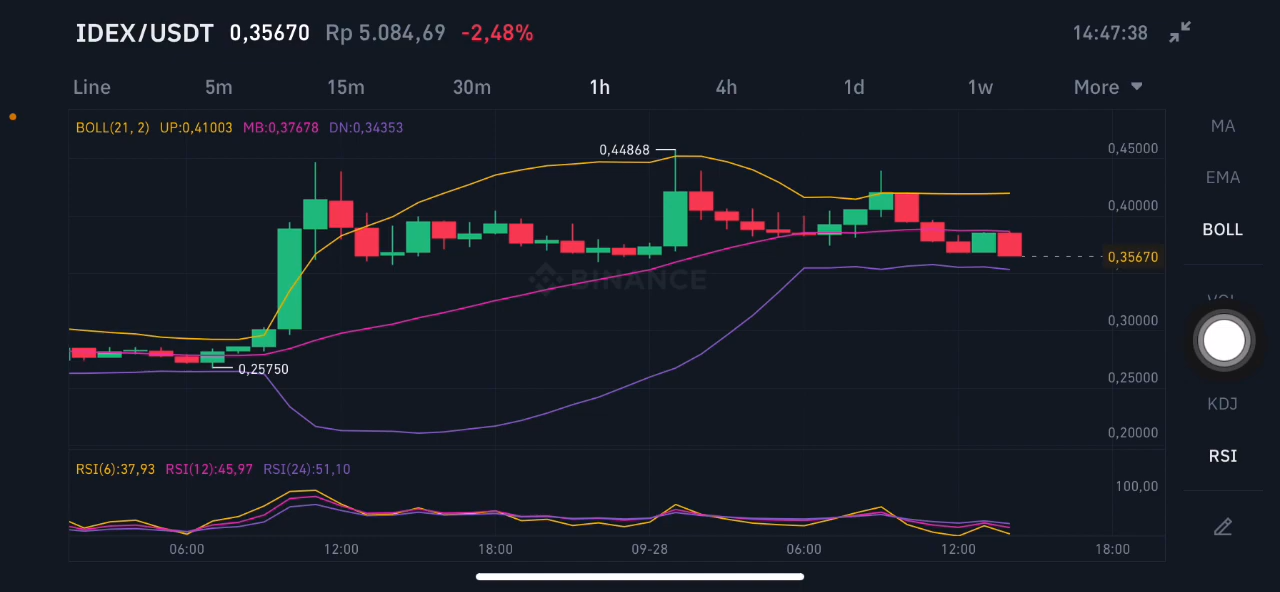 IDEX/USDT 0,35670 Rp 5.084,69 -2,48% 14:47:38
Line 5m 15m 30m 1h 4h 1d 1w More
BOLL(21, 2) UP:0,41003 MB:0,37678 DN:0,34353
MA
0,44868
0,45000
EMA
0,40000
BOLL
0,35670
BINANCE
VOL
0,30000
0,25750
0,25000
KDJ
0,20000
RSI(6):37,93 RSI(12):45,97 RSI(24):51,10
RSI
100,00
06:00 12:00 18:00 09-28 06:00 12:00 18:00